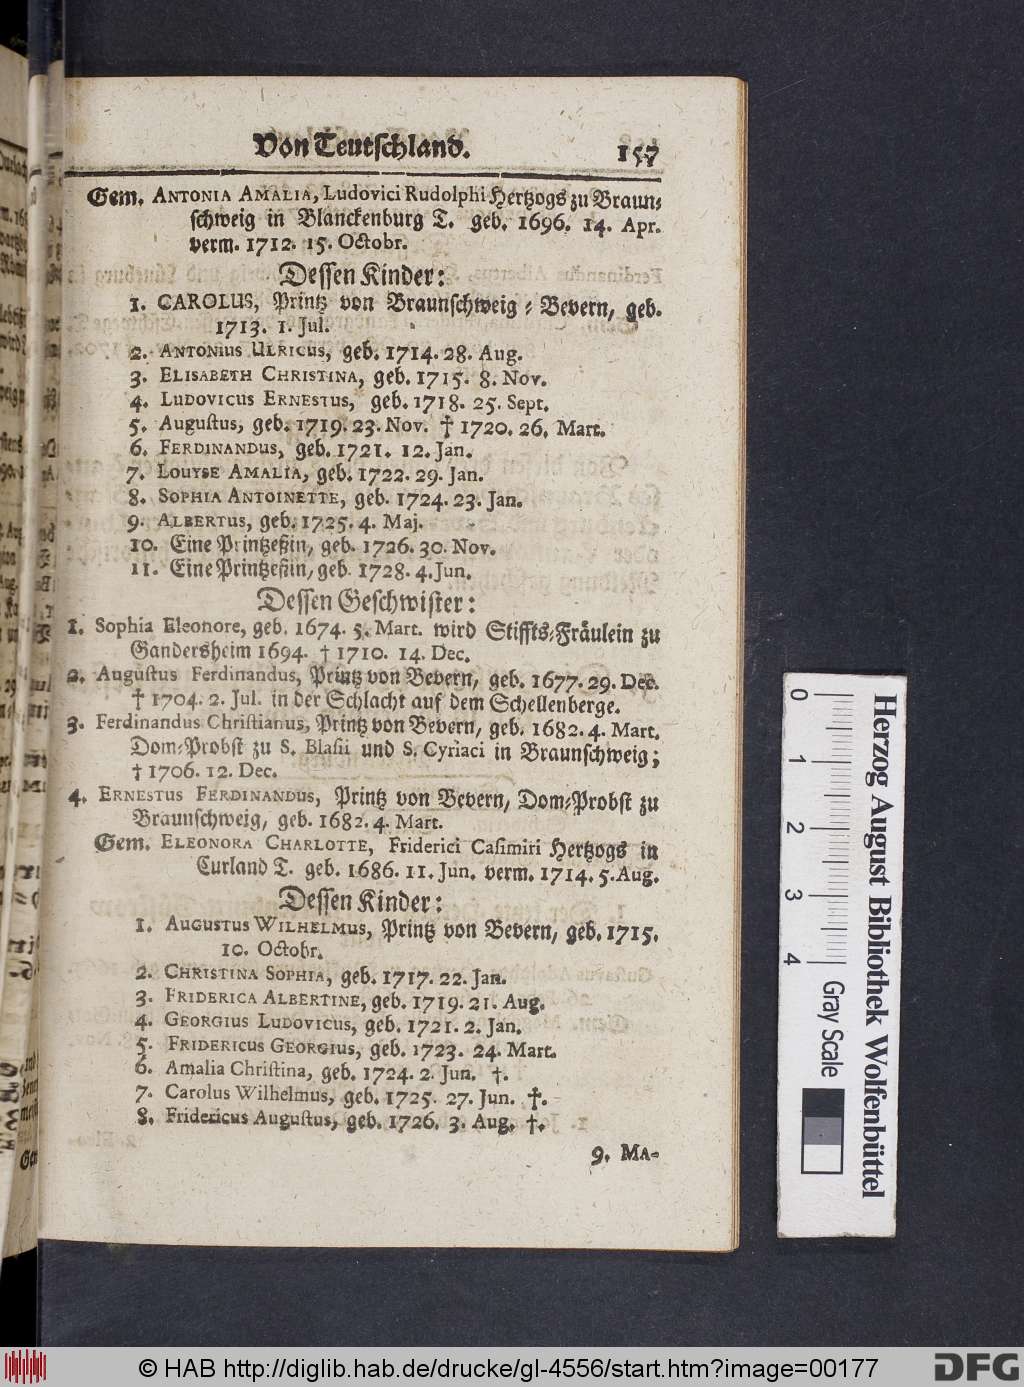 Von Teutschland. 157
Gem. ANTONIA AMALIA, Ludovici Rudolphi Hertzogs zu Braun-
schweig in Blanckenburg T. geb. 1696. 14. Apr.
verm. 1712. 15. Octobr.
Dessen Kinder:
1. CAROLUS, Printz von Braunschweig-Bevern, geb.
1713. 1. Jul.
2. ANTONIUS ULRICUS, geb. 1714. 28. Aug.
3. ELISABETH CHRISTINA, geb. 1715. 8. Nov.
4. LUDOVICUS ERNESTUS, geb. 1718. 25. Sept.
5. Augustus, geb. 1719. 23. Nov. † 1720. 26. Mart.
6. FERDINANDUS, geb. 1721. 12. Jan.
7. LOUYSE AMALIA, geb. 1722. 29. Jan.
8. SOPHIA ANTOINETTE, geb. 1724. 23. Jan.
9. ALBERTUS, geb. 1725. 4. Maj.
10. Eine Printzeßin, geb. 1726. 30. Nov.
11. Eine Printzeßin, geb. 1728. 4. Jun.
Dessen Geschwister:
1. Sophia Eleonore, geb. 1674. 5. Mart. wird Stiffts-Fräulein zu
Gandersheim 1694. † 1710. 14. Dec.
2. Augustus Ferdinandus, Printz von Bevern, geb. 1677. 29. Dec.
† 1704. 2. Jul. in der Schlacht auf dem Schellenberge.
3. Ferdinandus Christianus, Printz von Bevern, geb. 1682. 4. Mart.
Dom-Probst zu S. Blasii und S. Cyriaci in Braunschweig;
† 1706. 12. Dec.
4. ERNESTUS FERDINANDUS, Printz von Bevern, Dom-Probst zu
Braunschweig, geb. 1682. 4. Mart.
Gem. ELEONORA CHARLOTTE, Friderici Casimiri Hertzogs in
Curland T. geb. 1686. 11. Jun. verm. 1714. 5. Aug.
Dessen Kinder:
1. AUGUSTUS WILHELMUS, Printz von Bevern, geb. 1715.
10. Octobr.
2. CHRISTINA SOPHIA, geb. 1717. 22. Jan.
3. FRIDERICA ALBERTINE, geb. 1719. 21. Aug.
4. GEORGIUS LUDOVICUS, geb. 1721. 2. Jan.
5. FRIDERICUS GEORGIUS, geb. 1723. 24. Mart.
6. Amalia Christina, geb. 1724. 2. Jun. †.
7. Carolus Wilhelmus, geb. 1725. 27. Jun. †.
8. Fridericus Augustus, geb. 1726. 3. Aug. †.
9. MA-
Herzog August Bibliothek Wolfenbüttel
0 1 2 3 4 Gray Scale
© HAB http://diglib.hab.de/drucke/gl-4556/start.htm?image=00177
DFG